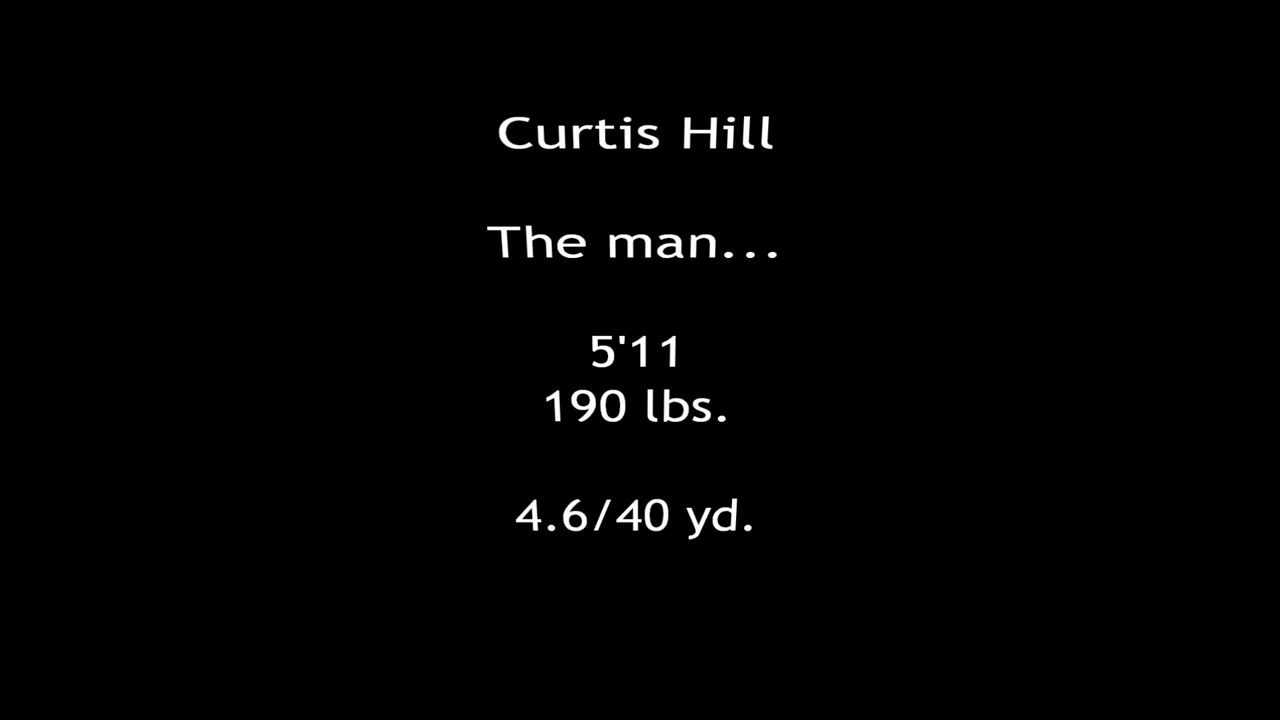 Curtis Hill
The man...
5'11
190 lbs.
4.6/40 yd.